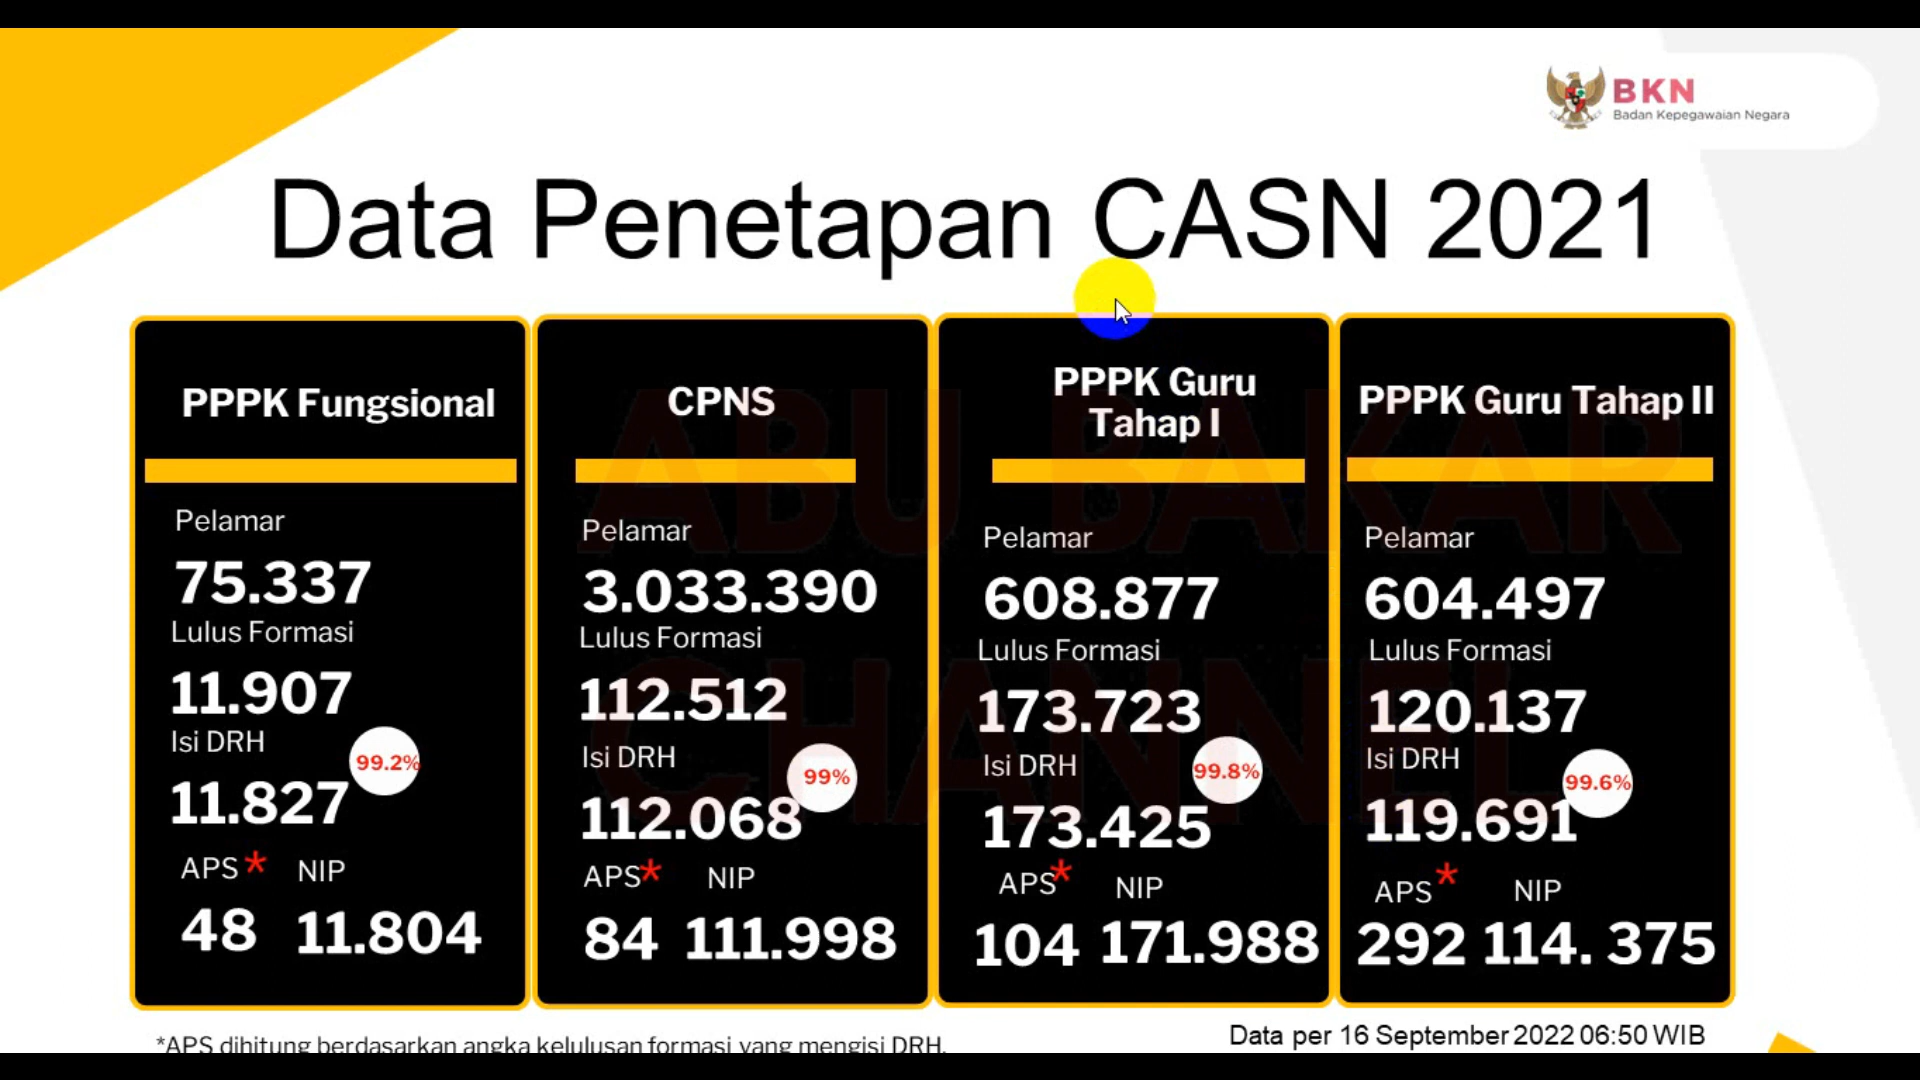 BKN
Badan Kepegawaian Negara
Data Penetapan CASN 2021
PPPK Fungsional
Pelamar
75.337
Lulus Formasi
11.907
Isi DRH
99.2%
11.827
APS* NIP
48 11.804
CPNS
Pelamar
3.033.390
Lulus Formasi
112.512
Isi DRH
99%
112.068
APS* NIP
84 111.998
PPPK Guru
Tahap I
Pelamar
608.877
Lulus Formasi
173.723
Isi DRH
99.8%
173.425
APS* NIP
104 171.988
PPPK Guru Tahap II
Pelamar
604.497
Lulus Formasi
120.137
Isi DRH
99.6%
119.691
APS* NIP
292 114. 375
ABU BAKAR
CHANNEL
*APS dihitung berdasarkan angka kelulusan formasi yang mengisi DRH.
Data per 16 September 2022 06:50 WIB